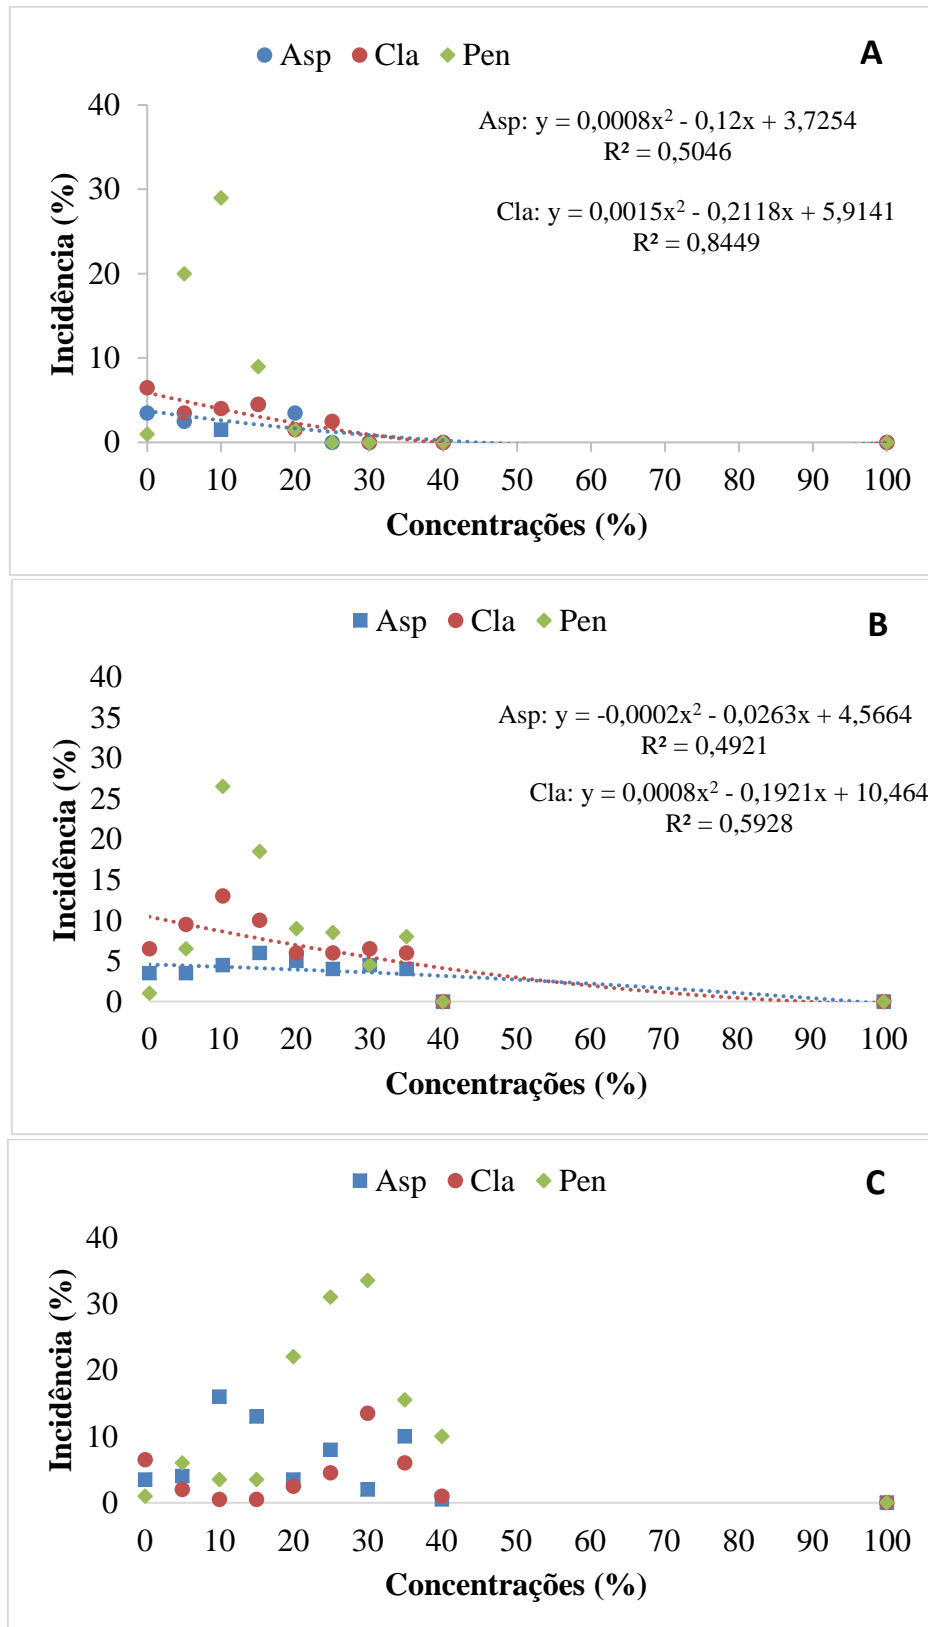 Asp Cla Pen
A
40
30
20
10
0
Incidência (%)
Asp: y = 0,0008x² - 0,12x + 3,7254
R² = 0,5046
Cla: y = 0,0015x² - 0,2118x + 5,9141
R² = 0,8449
0 10 20 30 40 50 60 70 80 90 100
Concentrações (%)
Asp Cla Pen
B
40
35
30
25
20
15
10
5
0
Incidência (%)
Asp: y = -0,0002x² - 0,0263x + 4,5664
R² = 0,4921
Cla: y = 0,0008x² - 0,1921x + 10,464
R² = 0,5928
0 10 20 30 40 50 60 70 80 90 100
Concentrações (%)
Asp Cla Pen
C
40
30
20
10
0
Incidência (%)
0 10 20 30 40 50 60 70 80 90 100
Concentrações (%)